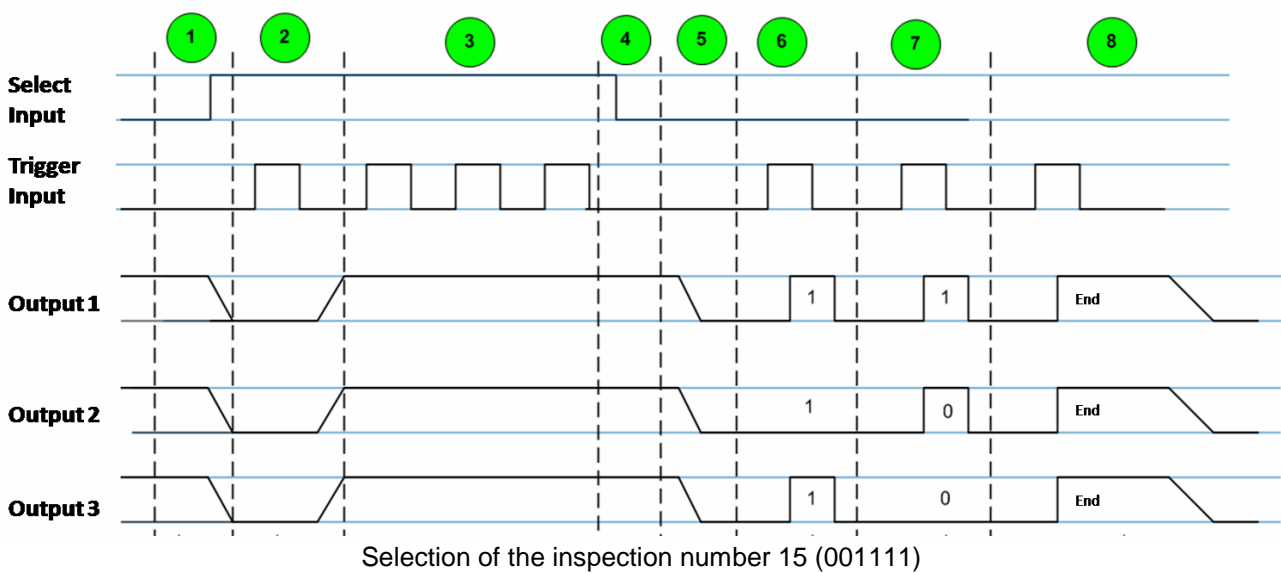 1 2 3 4 5 6 7 8
Select
Input
Trigger
Input
Output 1 1 1 End
Output 2 1 0 End
Output 3 1 0 End
Selection of the inspection number 15 (001111)